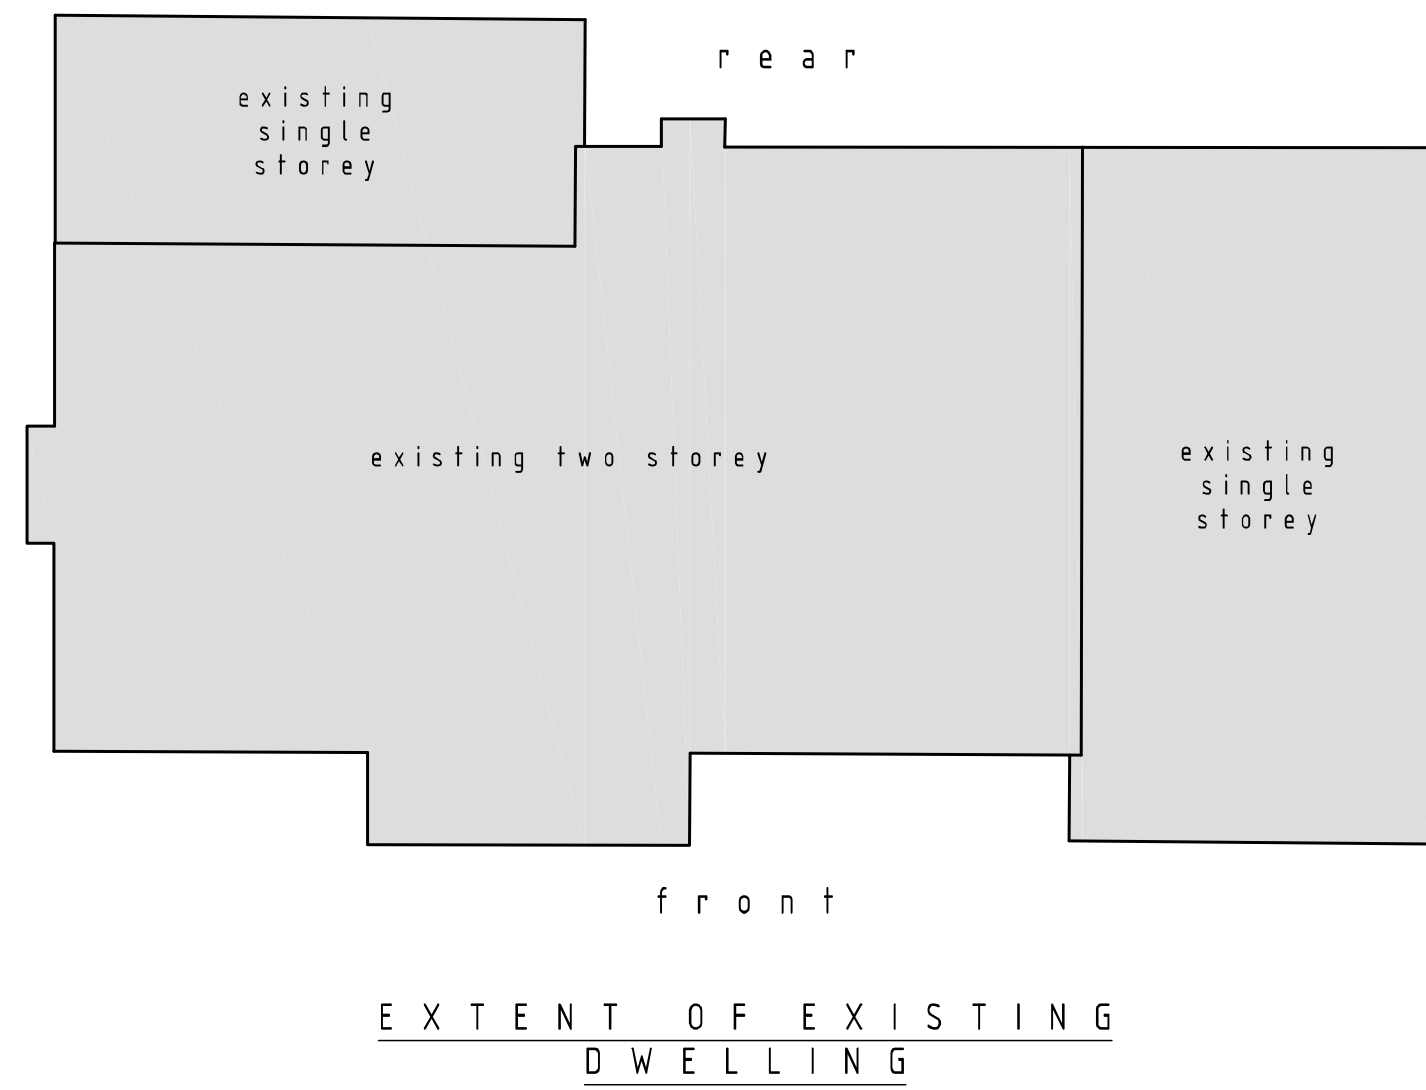 rear
existing
single
storey
existing two storey
existing
single
storey
front
EXTENT OF EXISTING
DWELLING